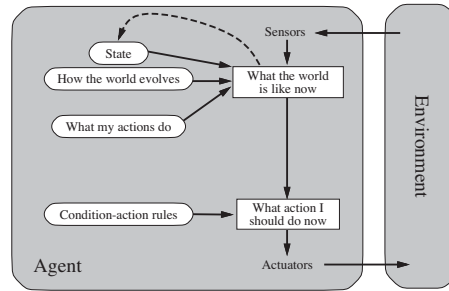 Sensors
State
How the world evolves
What the world
is like now
What my actions do
Condition-action rules
What action I
should do now
Agent
Actuators
Environment